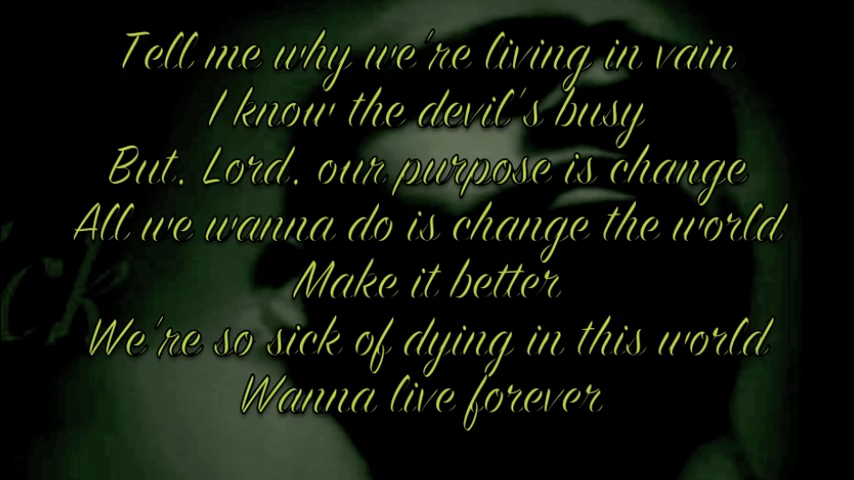 Tell me why we're living in vain
I know the devil's busy
But, Lord, our purpose is change
All we wanna do is change the world
Make it better
We're so sick of dying in this world
Wanna live forever
ick